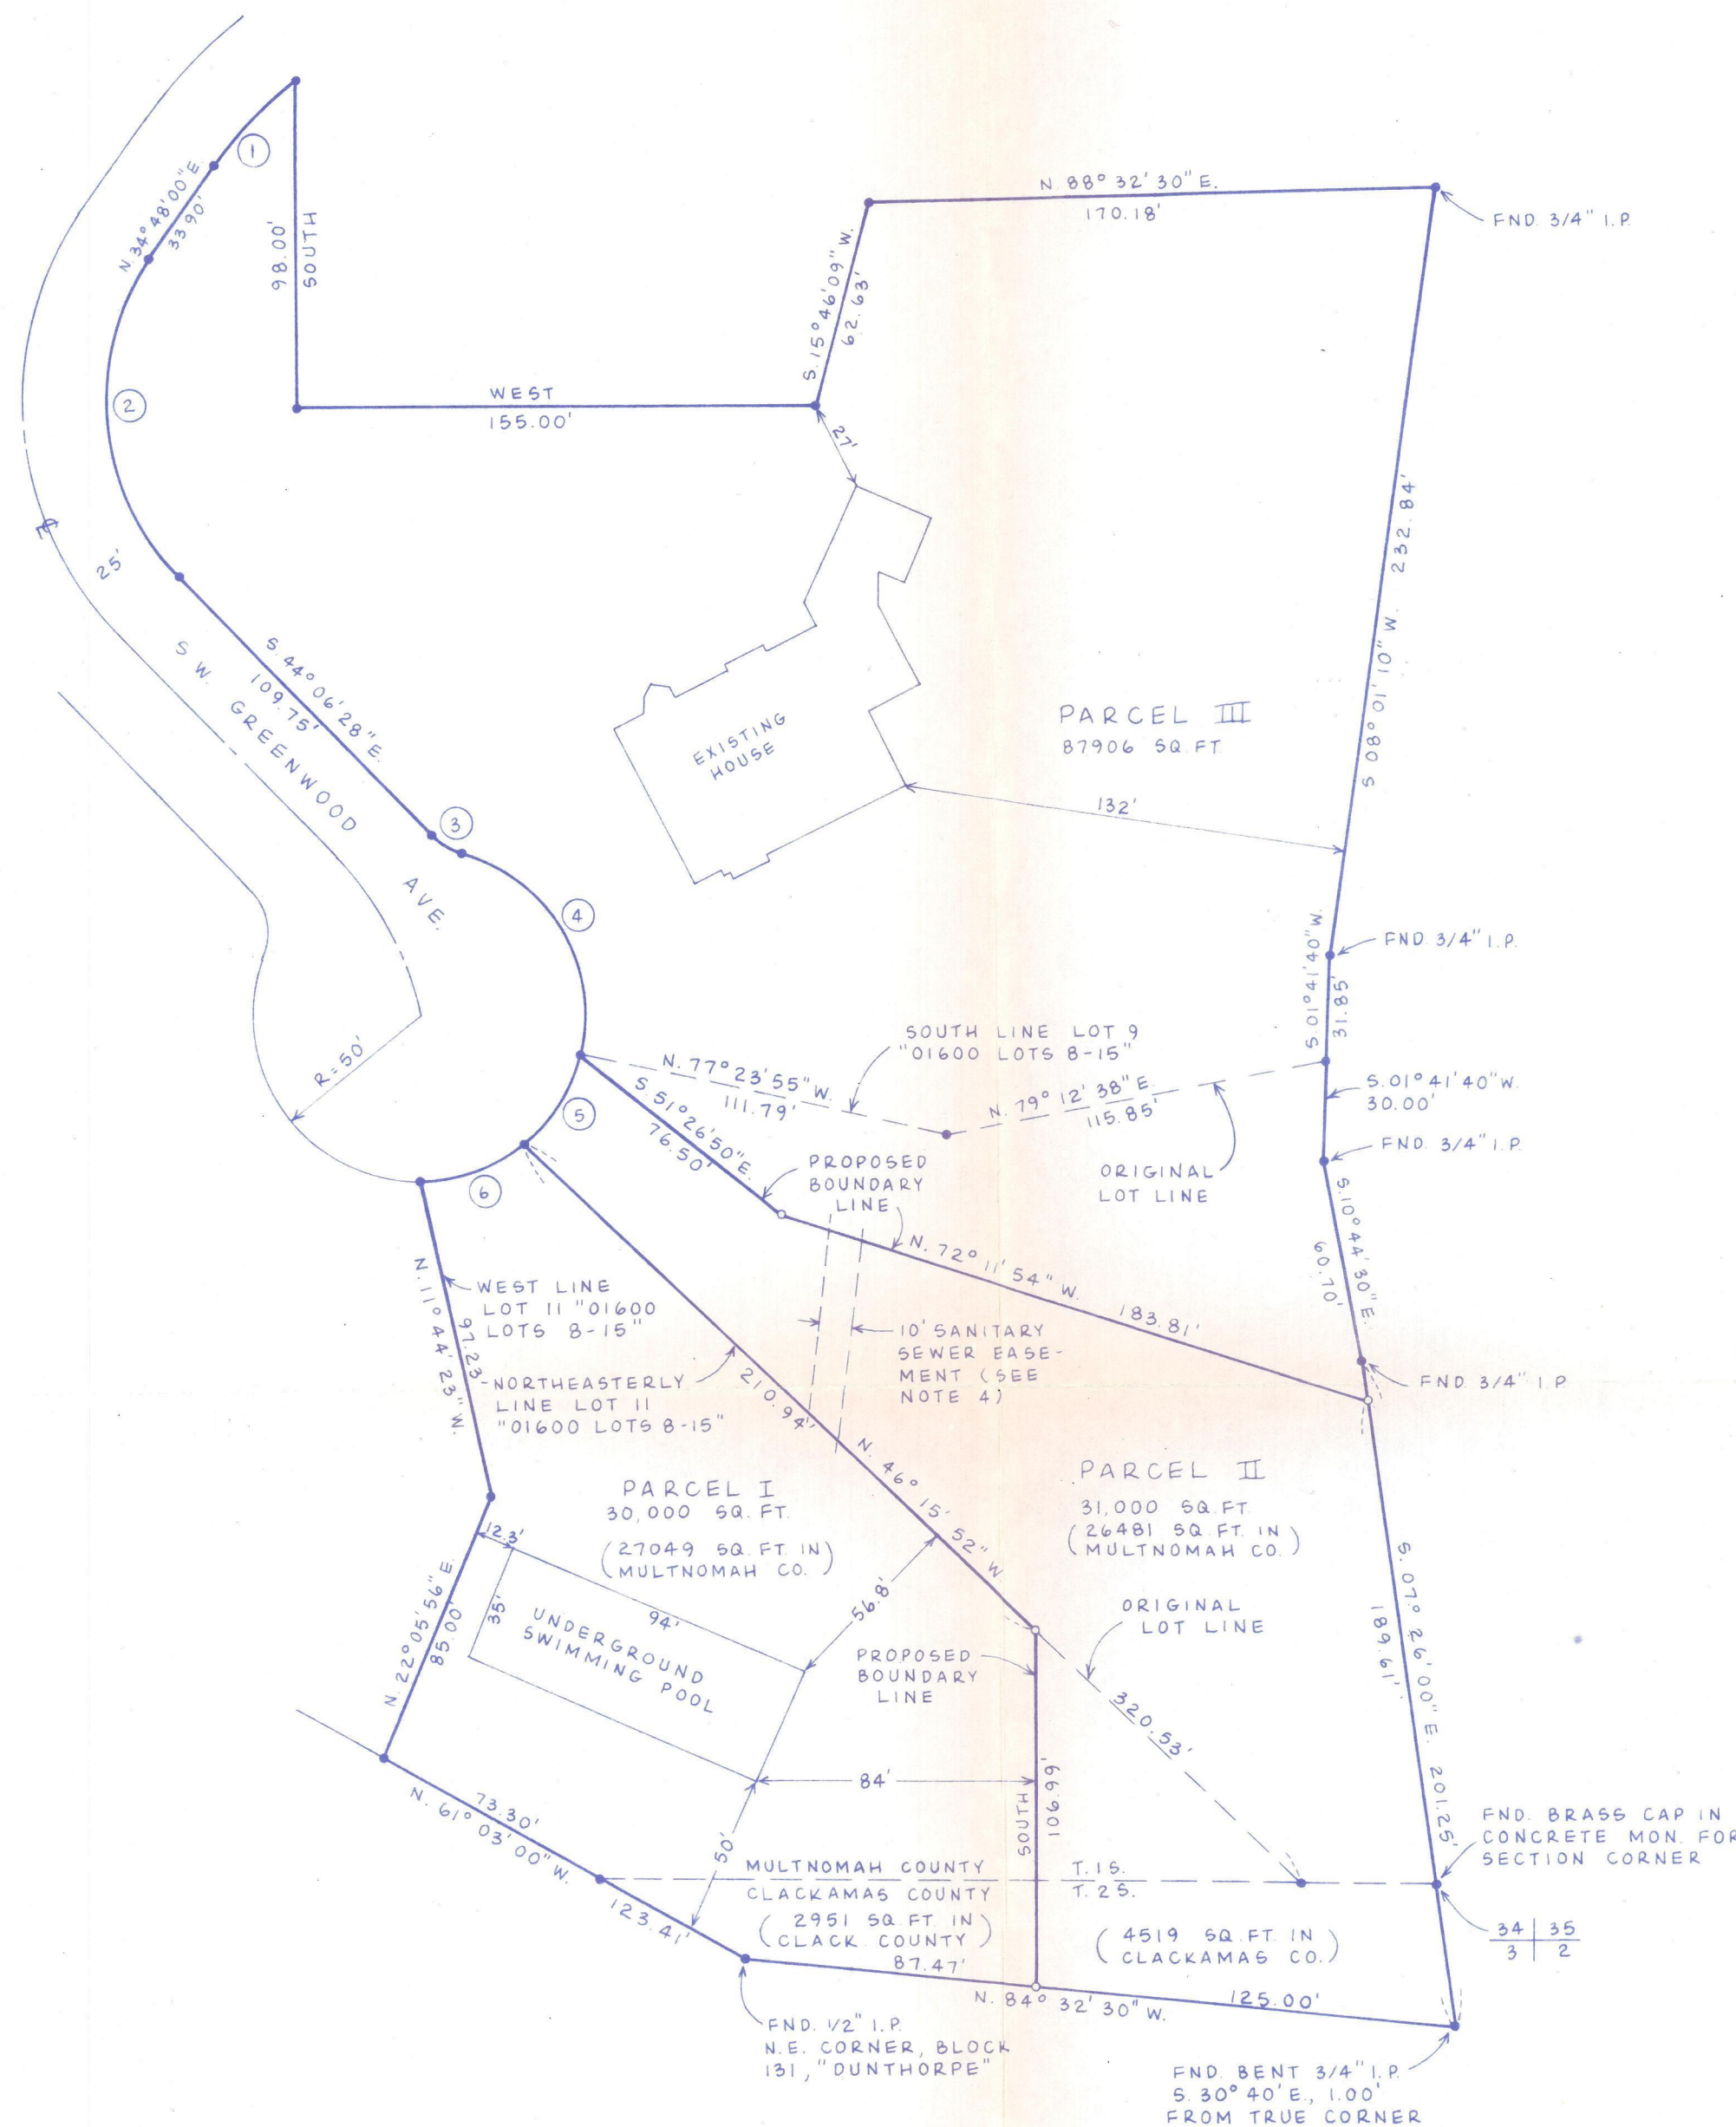 1
N. 34° 48' 00" E.
33.90'
98.00'
SOUTH
N. 88° 32' 30" E.
170.18'
FND. 3/4" I.P.
S. 15° 46' 09" W.
62.63'
2
WEST
155.00'
27'
25'
S. 08° 01' 10" W. 232.84'
S. 44° 06' 28" E.
109.75'
S W. GREENWOOD AVE.
EXISTING
HOUSE
PARCEL III
87906 SQ. FT.
132'
3
4
FND. 3/4" I.P.
S. 01° 41' 40" W.
31.85'
SOUTH LINE LOT 9
"01600 LOTS 8-15"
N. 77° 23' 55" W.
111.79'
N. 79° 12' 38" E.
115.85'
S. 01° 41' 40" W.
30.00'
R=50'
5
S. 51° 26' 50" E.
76.50'
FND. 3/4" I.P.
PROPOSED
BOUNDARY
LINE
ORIGINAL
LOT LINE
6
S. 10° 44' 30" E.
60.70'
N. 72° 11' 54" W.
183.81'
WEST LINE
LOT 11 "01600
LOTS 8-15"
N. 11° 44' 23" W.
97.23
10' SANITARY
SEWER EASE-
MENT (SEE
NOTE 4)
NORTHEASTERLY
LINE LOT 11
"01600 LOTS 8-15"
FND. 3/4" I.P.
210.94'
N. 46° 15' 52" W.
PARCEL I
30,000 SQ. FT.
(27049 SQ. FT. IN
MULTNOMAH CO.)
PARCEL II
31,000 SQ. FT.
(26481 SQ. FT. IN
MULTNOMAH CO.)
12.3'
35'
94'
56.8'
N. 22° 05' 56" E.
85.00'
UNDERGROUND
SWIMMING POOL
ORIGINAL
LOT LINE
S. 07° 26' 00" E. 201.25'
189.61'
PROPOSED
BOUNDARY
LINE
320.53'
84'
SOUTH
106.99'
50'
73.30'
N. 61° 03' 00" W.
123.41'
FND. BRASS CAP IN
CONCRETE MON. FOR
SECTION CORNER
MULTNOMAH COUNTY T. 1 S.
CLACKAMAS COUNTY T. 2 S.
(2951 SQ. FT. IN
CLACK. COUNTY)
(4519 SQ. FT. IN
CLACKAMAS CO.)
34 35
3 2
87.47'
N. 84° 32' 30" W.
125.00'
FND. 1/2" I.P.
N.E. CORNER, BLOCK
131, "DUNTHORPE"
FND. BENT 3/4" I.P.
S. 30° 40' E., 1.00'
FROM TRUE CORNER